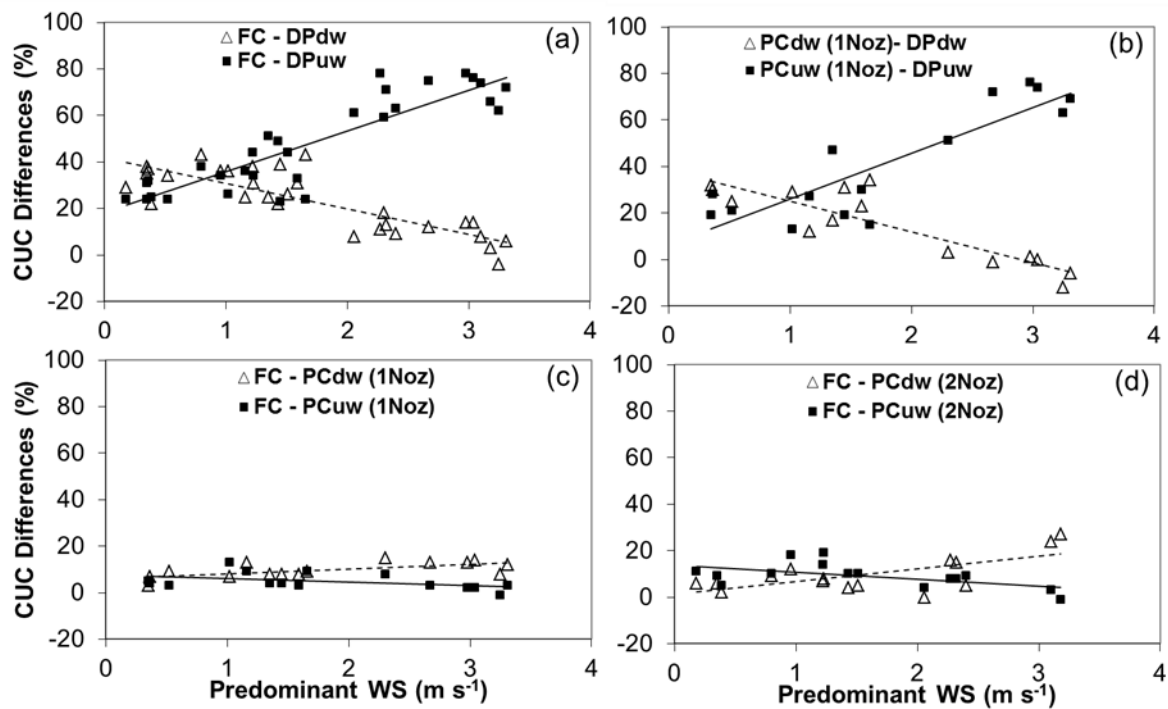 (a)
FC - DPdw
FC - DPuw
CUC Differences (%)
100
80
60
40
20
0
-20
0 1 2 3 4
(b)
PCdw (1Noz)- DPdw
PCuw (1Noz) - DPuw
100
80
60
40
20
0
-20
0 1 2 3 4
(c)
FC - PCdw (1Noz)
FC - PCuw (1Noz)
CUC Differences (%)
100
80
60
40
20
0
-20
0 1 2 3 4
Predominant WS (m s-1)
(d)
FC - PCdw (2Noz)
FC - PCuw (2Noz)
100
80
60
40
20
0
-20
0 1 2 3 4
Predominant WS (m s-1)